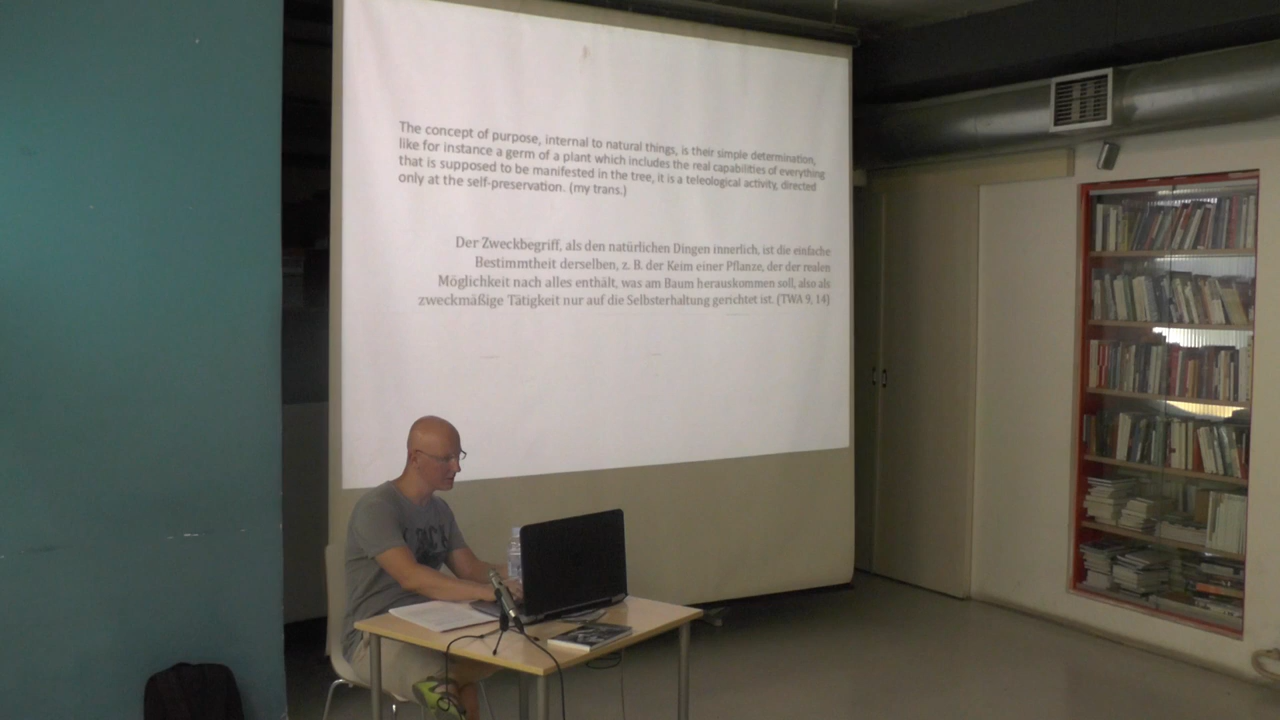 The concept of purpose, internal to natural things, is their simple determination,
like for instance a germ of a plant which includes the real capabilities of everything
that is supposed to be manifested in the tree, it is a teleological activity, directed
only at the self-preservation. (my trans.)
Der Zweckbegriff, als den natürlichen Dingen innerlich, ist die einfache
Bestimmtheit derselben, z. B. der Keim einer Pflanze, der der realen
Möglichkeit nach alles enthält, was am Baum herauskommen soll, also als
zweckmäßige Tätigkeit nur auf die Selbsterhaltung gerichtet ist. (TWA 9, 14)